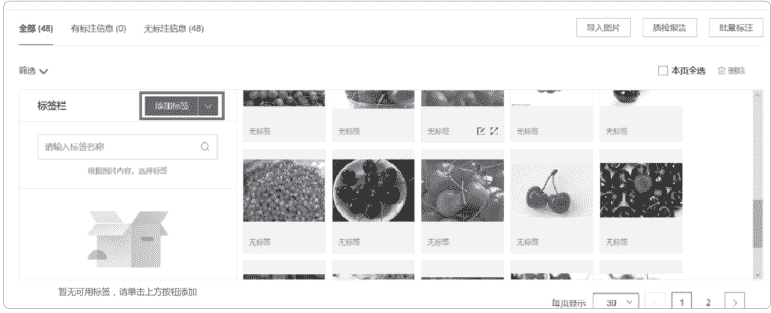 全部 (48) 有标注信息 (0) 无标注信息 (48) 导入图片 质检报告 批量标注
筛选 本页全选 删除
标签栏 添加标签
请输入标签名称
根据图片内容，选择标签
无标签 无标签 无标签 无标签 无标签
无标签 无标签 无标签 无标签 无标签
暂无可用标签，请单击上方按钮添加
每页显示 30 1 2